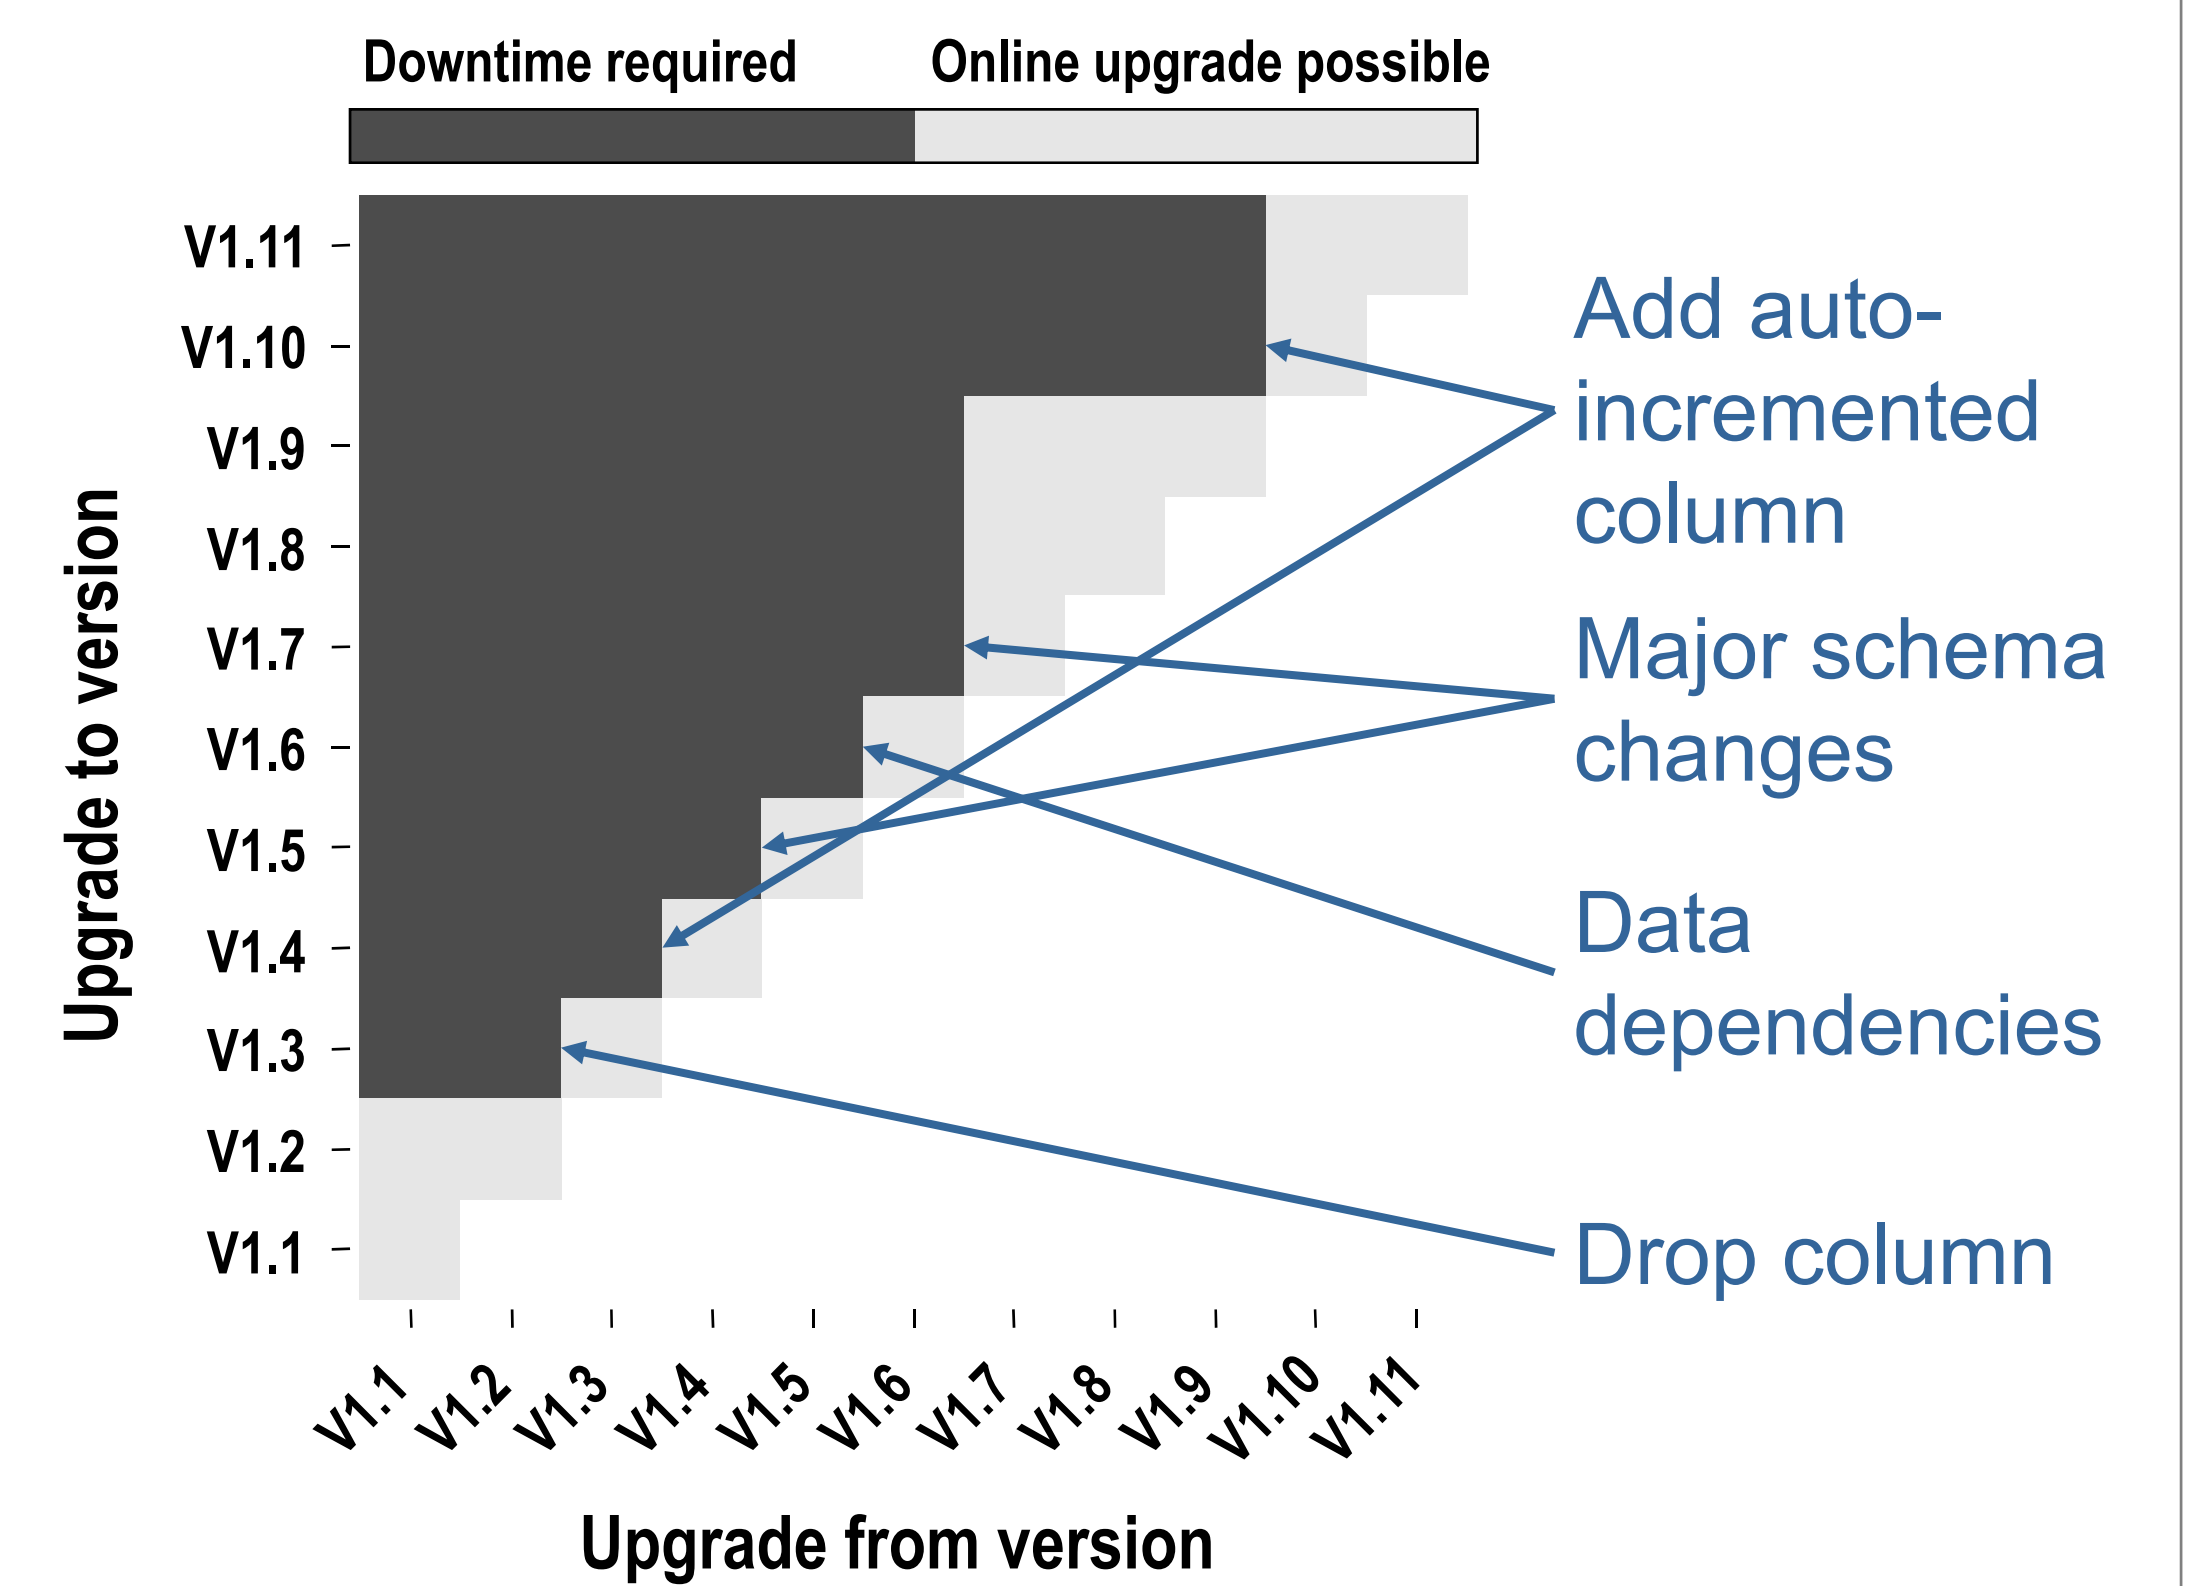 Downtime required
Online upgrade possible
Upgrade to version
V1.11
V1.10
V1.9
V1.8
V1.7
V1.6
V1.5
V1.4
V1.3
V1.2
V1.1
V1.1
V1.2
V1.3
V1.4
V1.5
V1.6
V1.7
V1.8
V1.9
V1.10
V1.11
Upgrade from version
Add auto-
incremented
column
Major schema
changes
Data
dependencies
Drop column